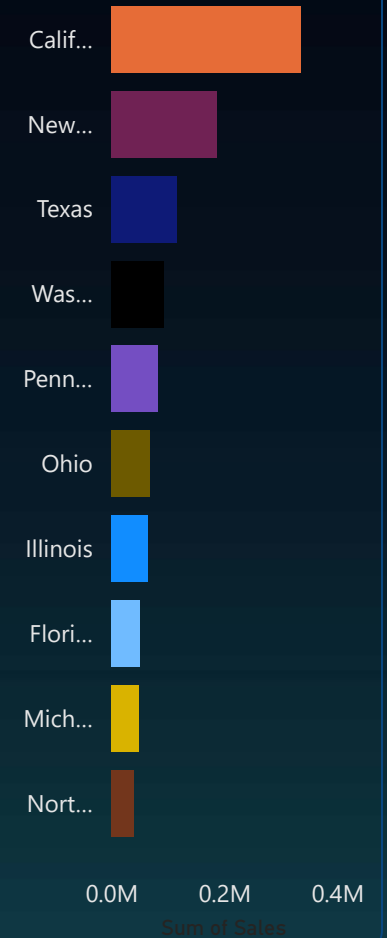 Calif...
New...
Texas
Was...
Penn...
Ohio
Illinois
Flori...
Mich...
Nort...
0.0M 0.2M 0.4M
Sum of Sales